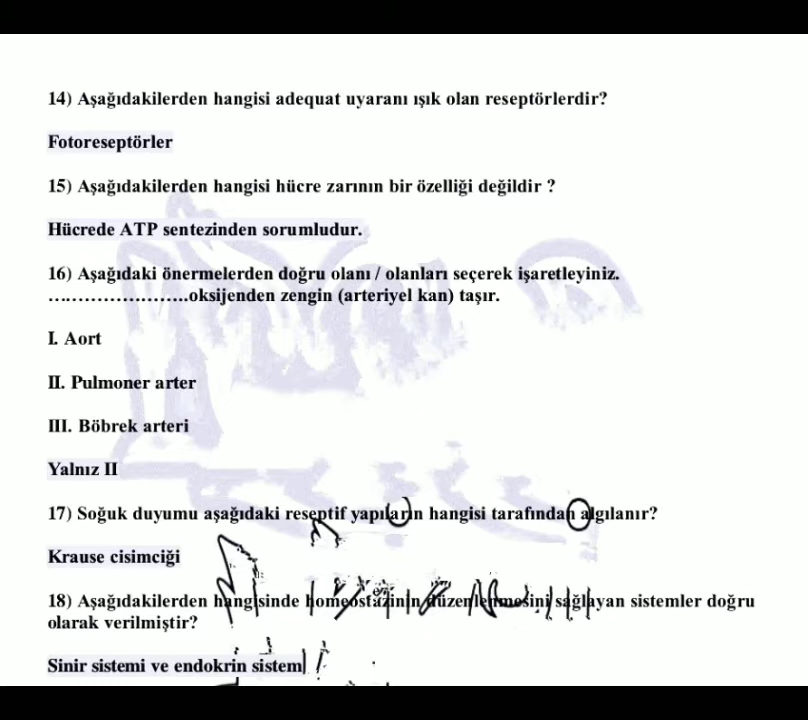 14) Aşağıdakilerden hangisi adequat uyaranı ışık olan reseptörlerdir?
Fotoreseptörler
15) Aşağıdakilerden hangisi hücre zarının bir özelliği değildir ?
Hücrede ATP sentezinden sorumludur.
16) Aşağıdaki önermelerden doğru olanı / olanları seçerek işaretleyiniz.
…………………..oksijenden zengin (arteriyel kan) taşır.
I. Aort
II. Pulmoner arter
III. Böbrek arteri
Yalnız II
17) Soğuk duyumu aşağıdaki reseptif yapıların hangisi tarafından algılanır?
Krause cisimciği
18) Aşağıdakilerden hangisinde homeostazinin düzenlenmesini sağlayan sistemler doğru
olarak verilmiştir?
Sinir sistemi ve endokrin sistem